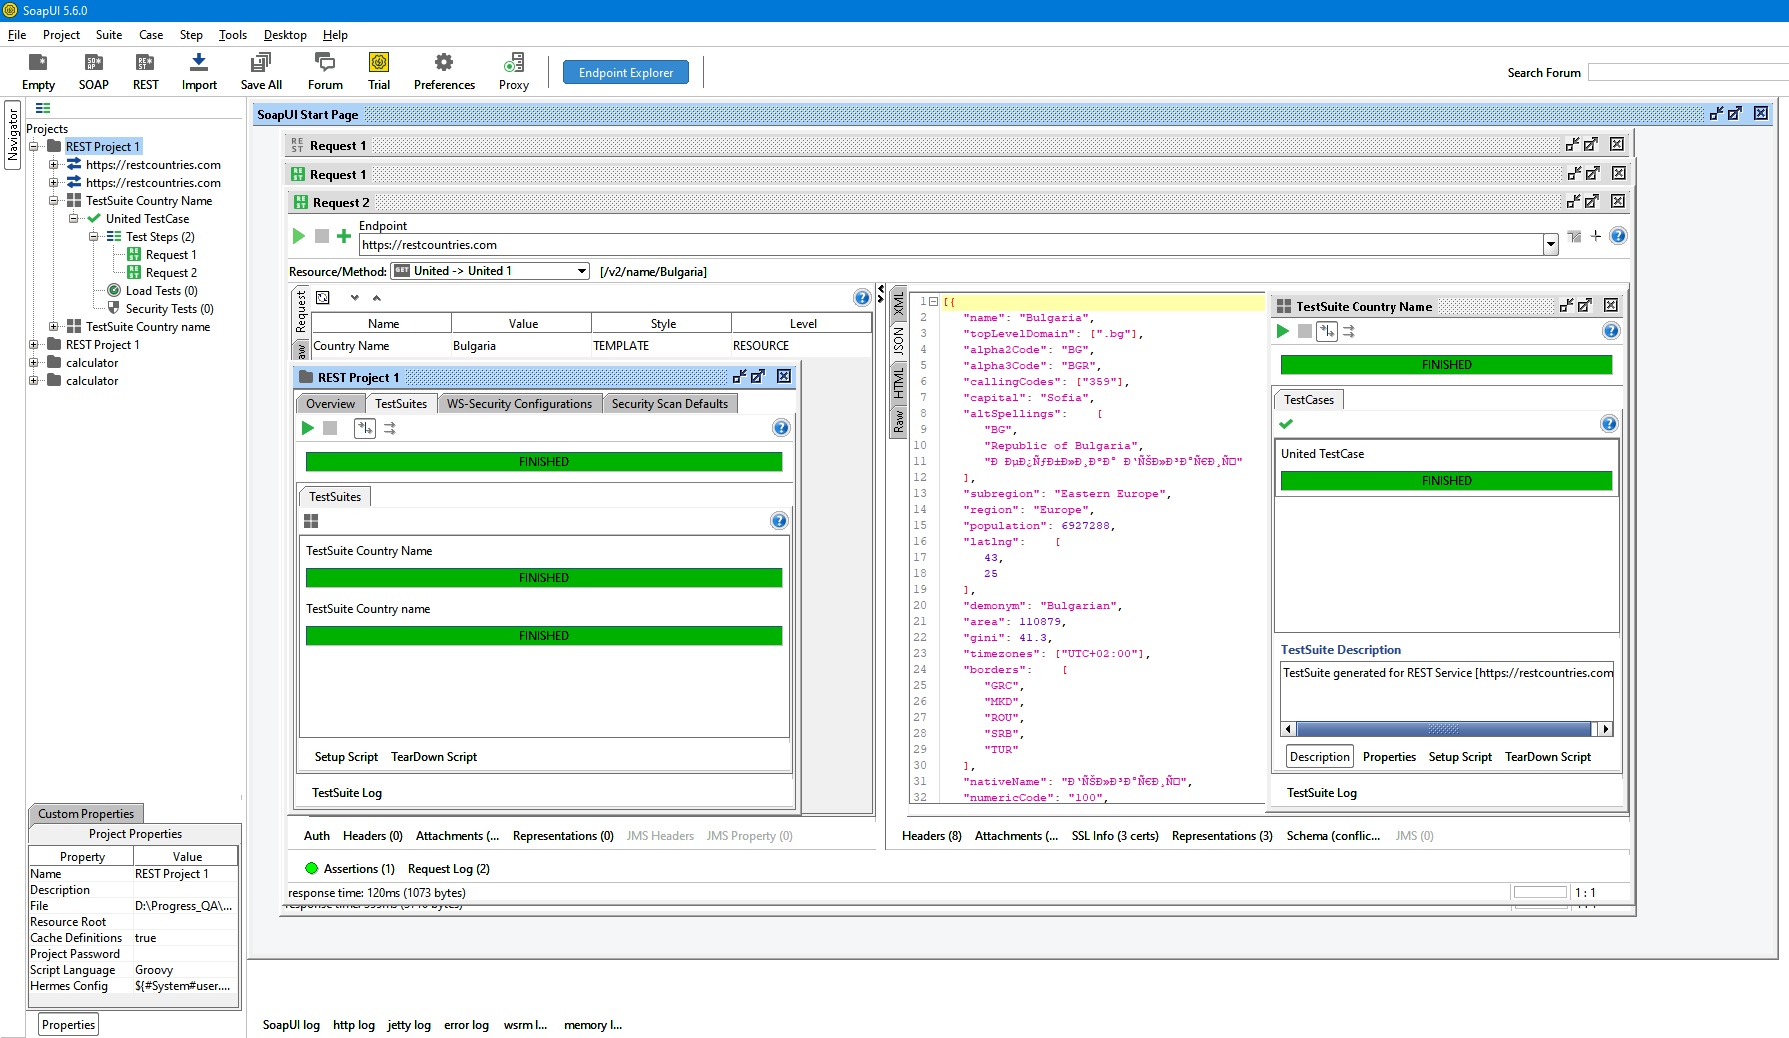 SoapUI 5.6.0
File Project Suite Case Step Tools Desktop Help
Empty SOAP REST Import Save All Forum Trial Preferences Proxy Endpoint Explorer Search Forum
Navigator
Projects
REST Project 1
https://restcountries.com
https://restcountries.com
TestSuite Country Name
United TestCase
Test Steps (2)
Request 1
Request 2
Load Tests (0)
Security Tests (0)
TestSuite Country name
REST Project 1
calculator
calculator
Custom Properties
Project Properties
Property Value
Name REST Project 1
Description
File D:\Progress_QA\...
Resource Root
Cache Definitions true
Project Password
Script Language Groovy
Hermes Config ${#System#user....
Properties
SoapUI Start Page
Request 1
Request 1
Request 2
Endpoint
https://restcountries.com
Resource/Method: GET United -> United 1 [/v2/name/Bulgaria]
Request
Name Value Style Level
Country Name Bulgaria TEMPLATE RESOURCE
REST Project 1
Overview TestSuites WS-Security Configurations Security Scan Defaults
FINISHED
TestSuites
TestSuite Country Name
FINISHED
TestSuite Country name
FINISHED
Setup Script TearDown Script
TestSuite Log
XML
JSON
HTML
Raw
1 [{
2 "name": "Bulgaria",
3 "topLevelDomain": [".bg"],
4 "alpha2Code": "BG",
5 "alpha3Code": "BGR",
6 "callingCodes": ["359"],
7 "capital": "Sofia",
8 "altSpellings": [
9 "BG",
10 "Republic of Bulgaria",
11
12 ],
13 "subregion": "Eastern Europe",
14 "region": "Europe",
15 "population": 6927288,
16 "latlng": [
17 43,
18 25
19 ],
20 "demonym": "Bulgarian",
21 "area": 110879,
22 "gini": 41.3,
23 "timezones": ["UTC+02:00"],
24 "borders": [
25 "GRC",
26 "MKD",
27 "ROU",
28 "SRB",
29 "TUR"
30 ],
31 "nativeName":
32 "numericCode": "100",
TestSuite Country Name
FINISHED
TestCases
United TestCase
FINISHED
TestSuite Description
TestSuite generated for REST Service [https://restcountries.com
Description Properties Setup Script TearDown Script
TestSuite Log
Auth Headers (0) Attachments (... Representations (0) JMS Headers JMS Property (0)
Headers (8) Attachments (... SSL Info (3 certs) Representations (3) Schema (conflic... JMS (0)
Assertions (1) Request Log (2)
response time: 120ms (1073 bytes) 1 : 1
SoapUI log http log jetty log error log wsrm l... memory l...